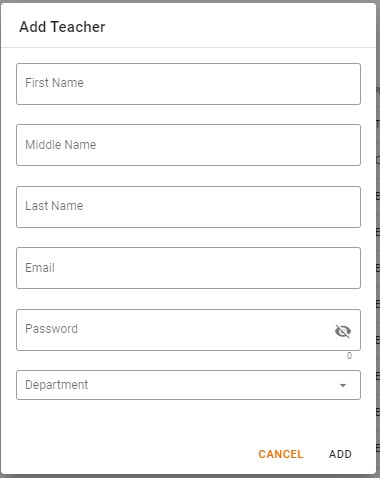 Add Teacher
First Name
Middle Name
Last Name
Email
Password
0
Department
CANCEL ADD